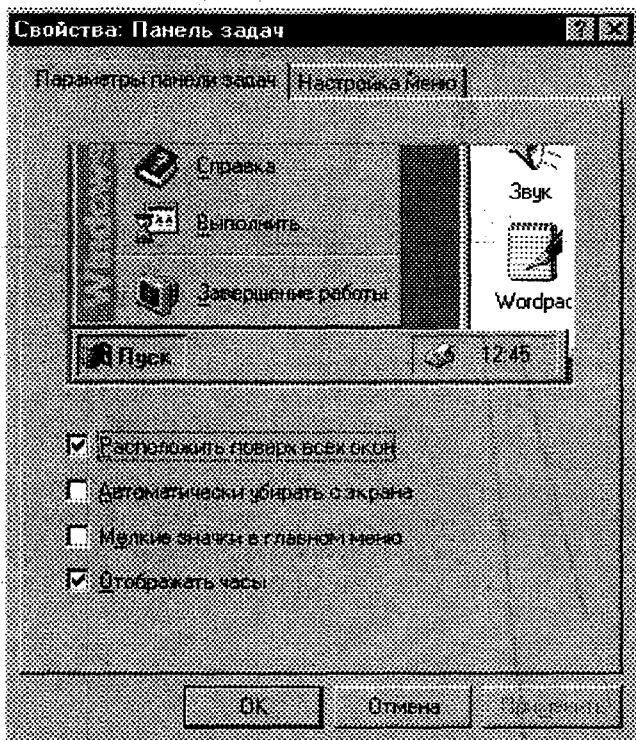 Свойства: Панель задач
Параметры панели задач Настройка Меню
Справка
Звук
Выполнить
Завершение работы
Wordpad
Пуск 12:45
Расположить поверх всех окон
Автоматически убирать с экрана
Мелкие значки в главном меню
Отображать часы
OK Отмена